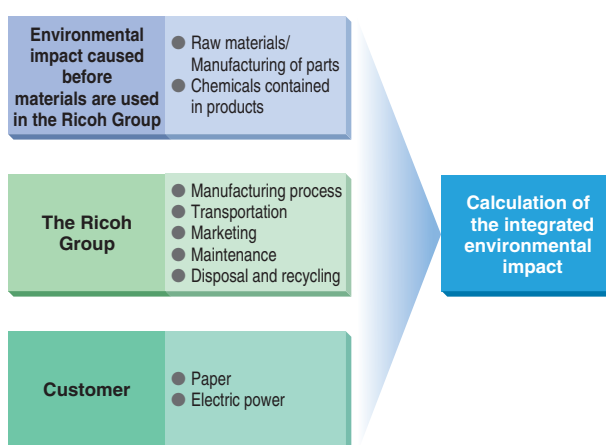 Environmental
impact caused
before
materials are used
in the Ricoh Group
● Raw materials/
Manufacturing of parts
● Chemicals contained
in products
The Ricoh
Group
● Manufacturing process
● Transportation
● Marketing
● Maintenance
● Disposal and recycling
Customer
● Paper
● Electric power
Calculation of
the integrated
environmental
impact